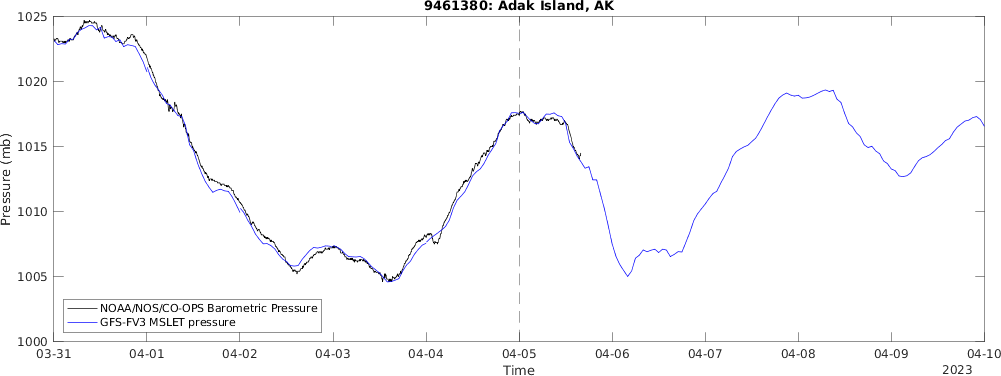 9461380: Adak Island, AK
Pressure (mb)
1025
1020
1015
1010
1005
1000
NOAA/NOS/CO-OPS Barometric Pressure
GFS-FV3 MSLET pressure
03-31 04-01 04-02 04-03 04-04 04-05 04-06 04-07 04-08 04-09 04-10
Time
2023